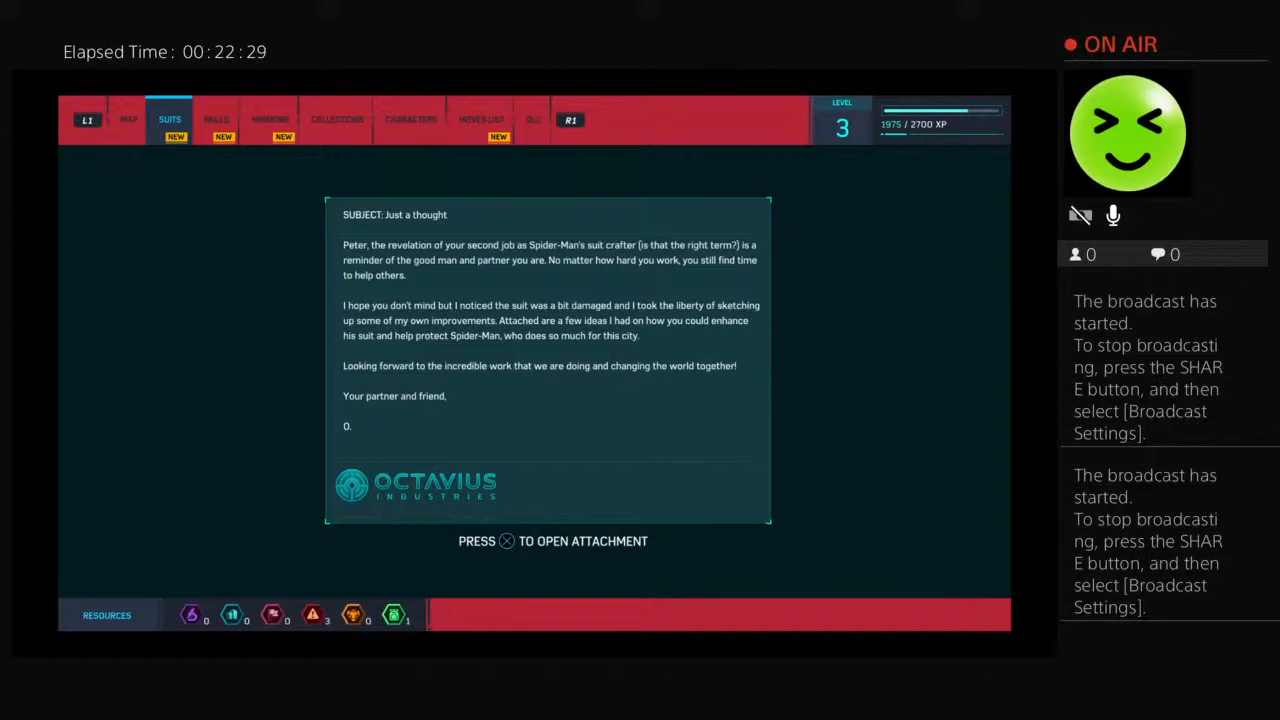 Elapsed Time: 00:22:29
ON AIR
L1
MAP
SUITS
SKILLS
GADGETS
COLLECTIONS
CHARACTERS
MOVES LIST
DLC
R1
NEW
NEW
NEW
NEW
LEVEL
3
1975 / 2700 XP
SUBJECT: Just a thought
Peter, the revelation of your second job as Spider-Man's suit crafter (is that the right term?) is a
reminder of the good man and partner you are. No matter how hard you work, you still find time
to help others.
I hope you don't mind but I noticed the suit was a bit damaged and I took the liberty of sketching
up some of my own improvements. Attached are a few ideas I had on how you could enhance
his suit and help protect Spider-Man, who does so much for this city.
Looking forward to the incredible work that we are doing and changing the world together!
Your partner and friend,
O.
OCTAVIUS
INDUSTRIES
PRESS TO OPEN ATTACHMENT
RESOURCES
0
0
0
3
0
1
0
0
The broadcast has
started.
To stop broadcasti
ng, press the SHAR
E button, and then
select [Broadcast
Settings].
The broadcast has
started.
To stop broadcasti
ng, press the SHAR
E button, and then
select [Broadcast
Settings].